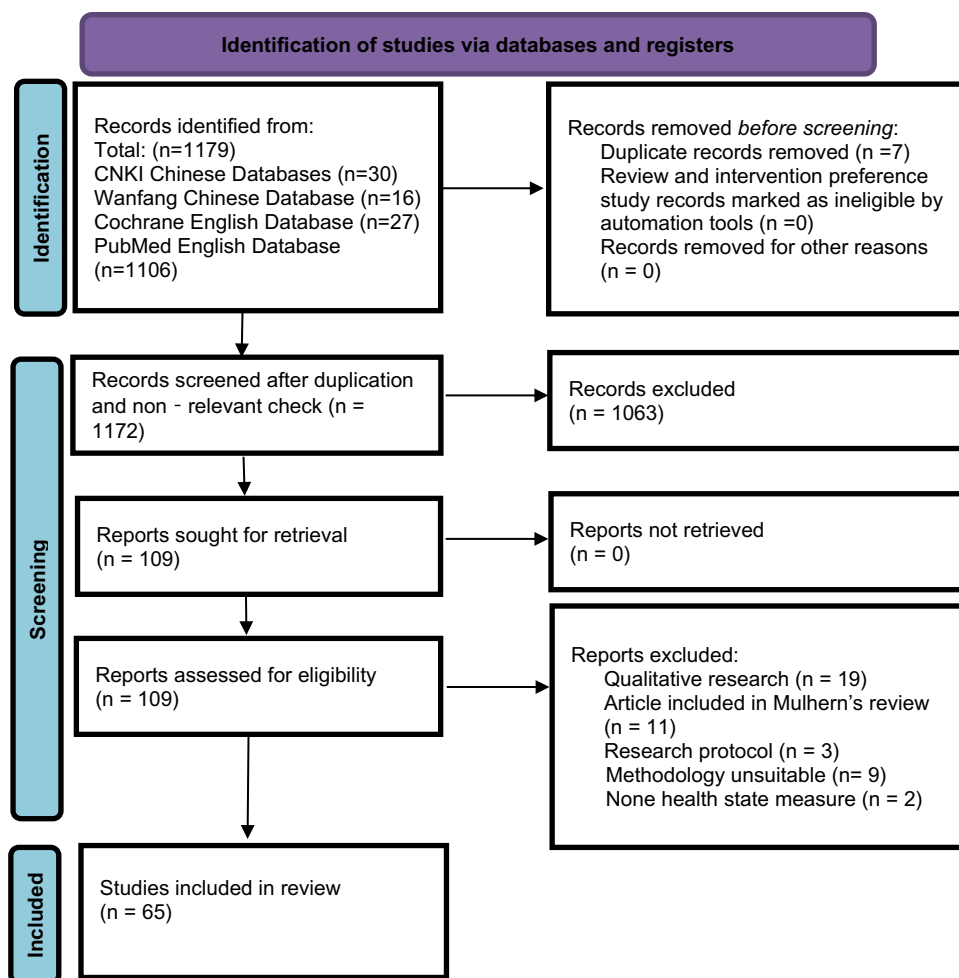 Identification of studies via databases and registers
Identification
Records identified from:
Total: (n=1179)
CNKI Chinese Databases (n=30)
Wanfang Chinese Database (n=16)
Cochrane English Database (n=27)
PubMed English Database
(n=1106)
Records removed before screening:
Duplicate records removed (n =7)
Review and intervention preference
study records marked as ineligible by
automation tools (n =0)
Records removed for other reasons
(n = 0)
Screening
Records screened after duplication
and non - relevant check (n =
1172)
Records excluded
(n = 1063)
Reports sought for retrieval
(n = 109)
Reports not retrieved
(n = 0)
Reports assessed for eligibility
(n = 109)
Reports excluded:
Qualitative research (n = 19)
Article included in Mulhern’s review
(n = 11)
Research protocol (n = 3)
Methodology unsuitable (n= 9)
None health state measure (n = 2)
Included
Studies included in review
(n = 65)